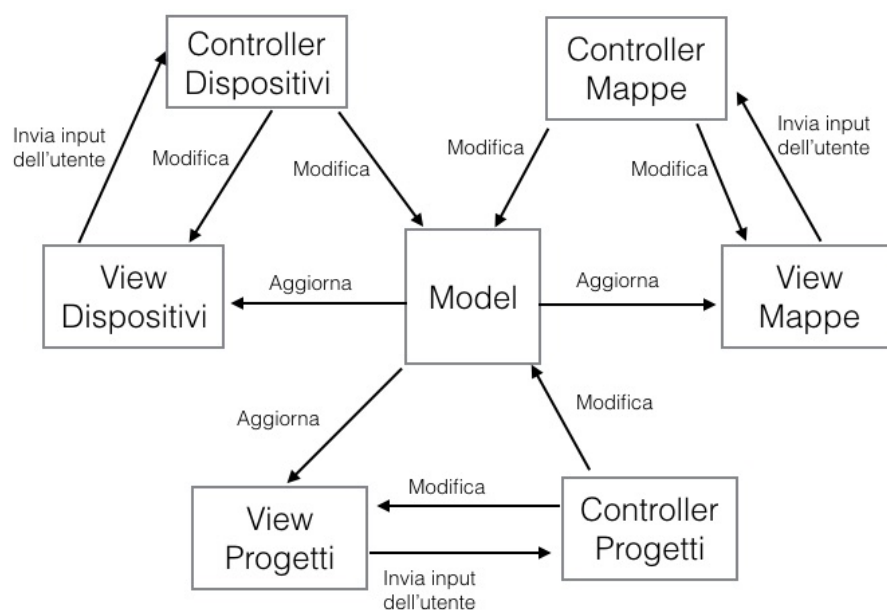 Controller
Dispositivi
Controller
Mappe
Invia input
dell'utente
Modifica
Modifica
Modifica
Modifica
Invia input
dell'utente
View
Dispositivi
Aggiorna
Model
Aggiorna
View
Mappe
Aggiorna
Modifica
View
Progetti
Modifica
Controller
Progetti
Invia input
dell'utente